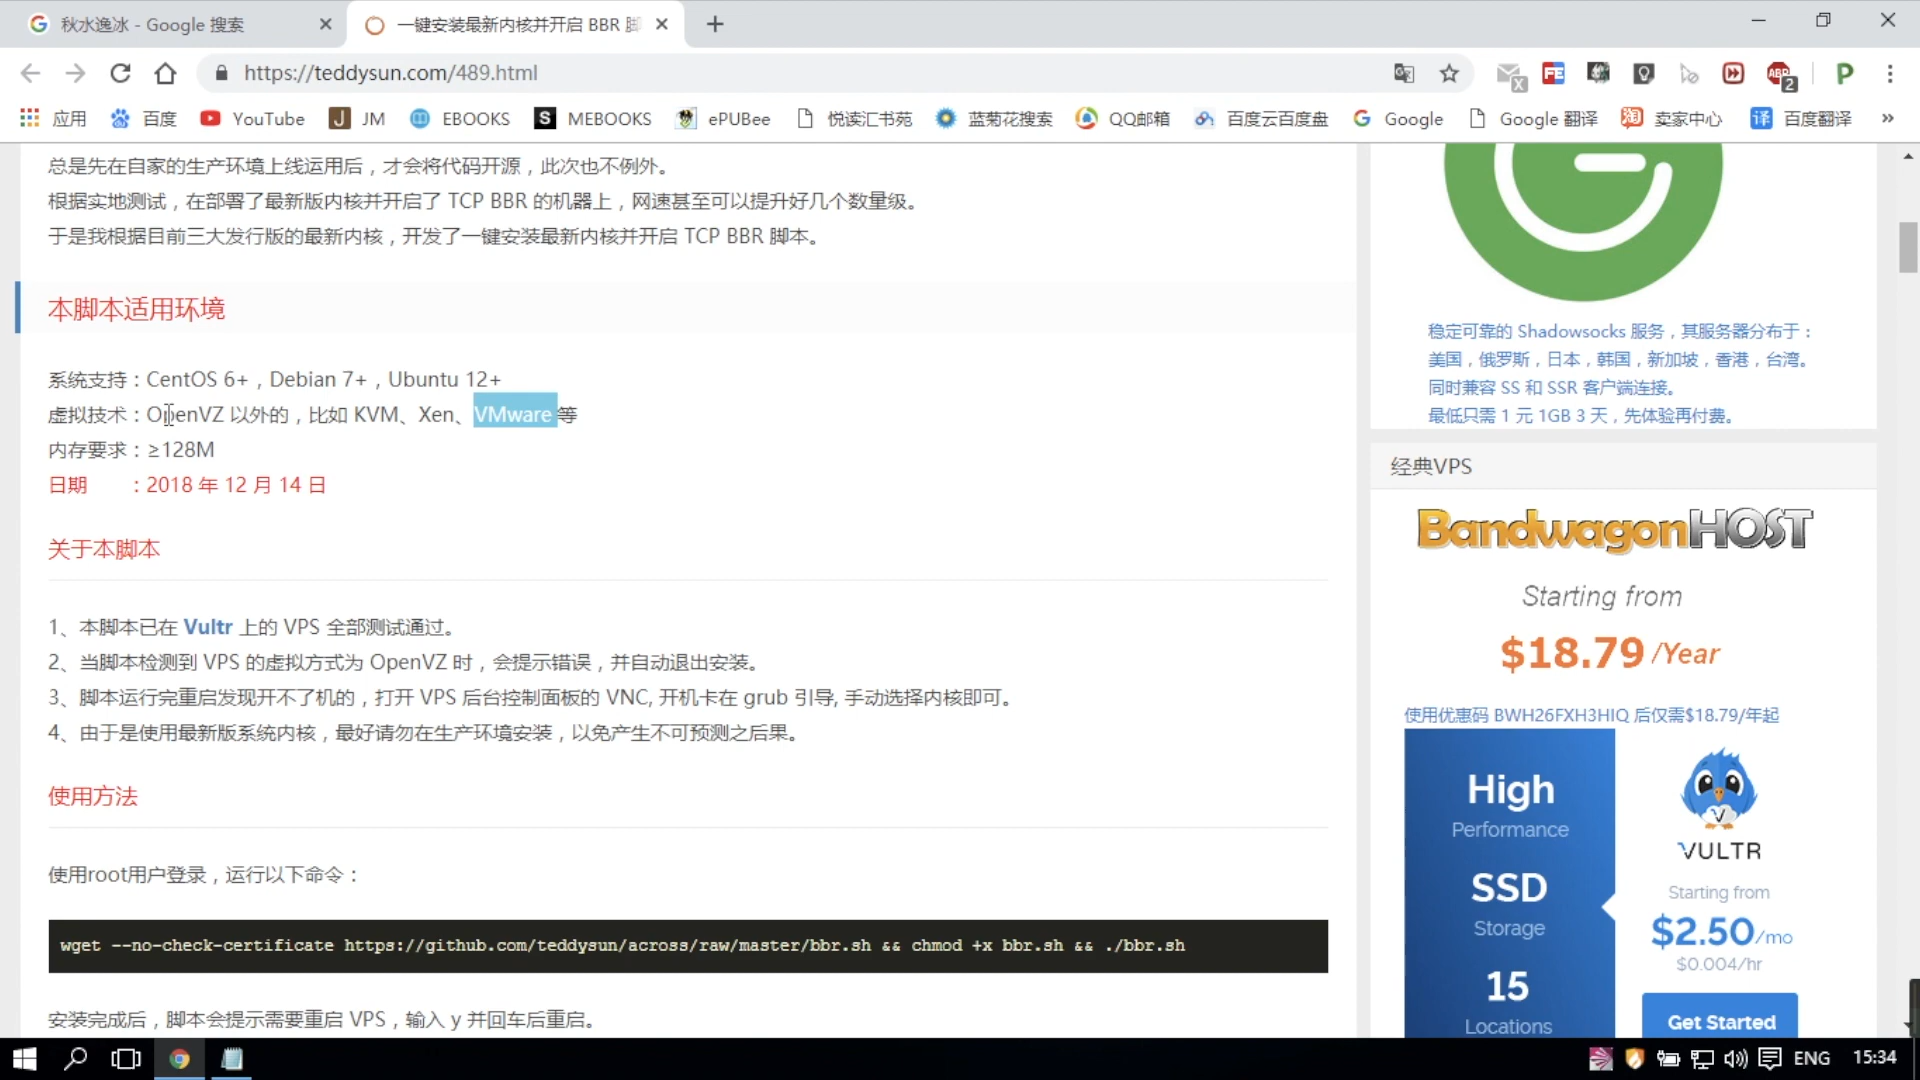 秋水逸冰 - Google 搜索
一键安装最新内核并开启 BBR 脚
https://teddysun.com/489.html
应用 百度 YouTube JM EBOOKS MEBOOKS ePUBee 悦读汇书苑 蓝菊花搜索 QQ邮箱 百度云百度盘 Google Google 翻译 卖家中心 百度翻译 »
总是先在自家的生产环境上线运用后，才会将代码开源，此次也不例外。
根据实地测试，在部署了最新版内核并开启了 TCP BBR 的机器上，网速甚至可以提升好几个数量级。
于是我根据目前三大发行版的最新内核，开发了一键安装最新内核并开启 TCP BBR 脚本。
本脚本适用环境
系统支持：CentOS 6+，Debian 7+，Ubuntu 12+
虚拟技术：OpenVZ 以外的，比如 KVM、Xen、VMware 等
内存要求：≥128M
日期　　：2018 年 12 月 14 日
关于本脚本
1、本脚本已在 Vultr 上的 VPS 全部测试通过。
2、当脚本检测到 VPS 的虚拟方式为 OpenVZ 时，会提示错误，并自动退出安装。
3、脚本运行完重启发现开不了机的，打开 VPS 后台控制面板的 VNC, 开机卡在 grub 引导, 手动选择内核即可。
4、由于是使用最新版系统内核，最好请勿在生产环境安装，以免产生不可预测之后果。
使用方法
使用root用户登录，运行以下命令：
wget --no-check-certificate https://github.com/teddysun/across/raw/master/bbr.sh && chmod +x bbr.sh && ./bbr.sh
安装完成后，脚本会提示需要重启 VPS，输入 y 并回车后重启。
稳定可靠的 Shadowsocks 服务，其服务器分布于：
美国，俄罗斯，日本，韩国，新加坡，香港，台湾。
同时兼容 SS 和 SSR 客户端连接。
最低只需 1 元 1GB 3 天，先体验再付费。
经典VPS
BandwagonHOST
Starting from
$18.79 /Year
使用优惠码 BWH26FXH3HIQ 后仅需$18.79/年起
High
Performance
SSD
Storage
15
Locations
VULTR
Starting from
$2.50/mo
$0.004/hr
Get Started
ENG 15:34